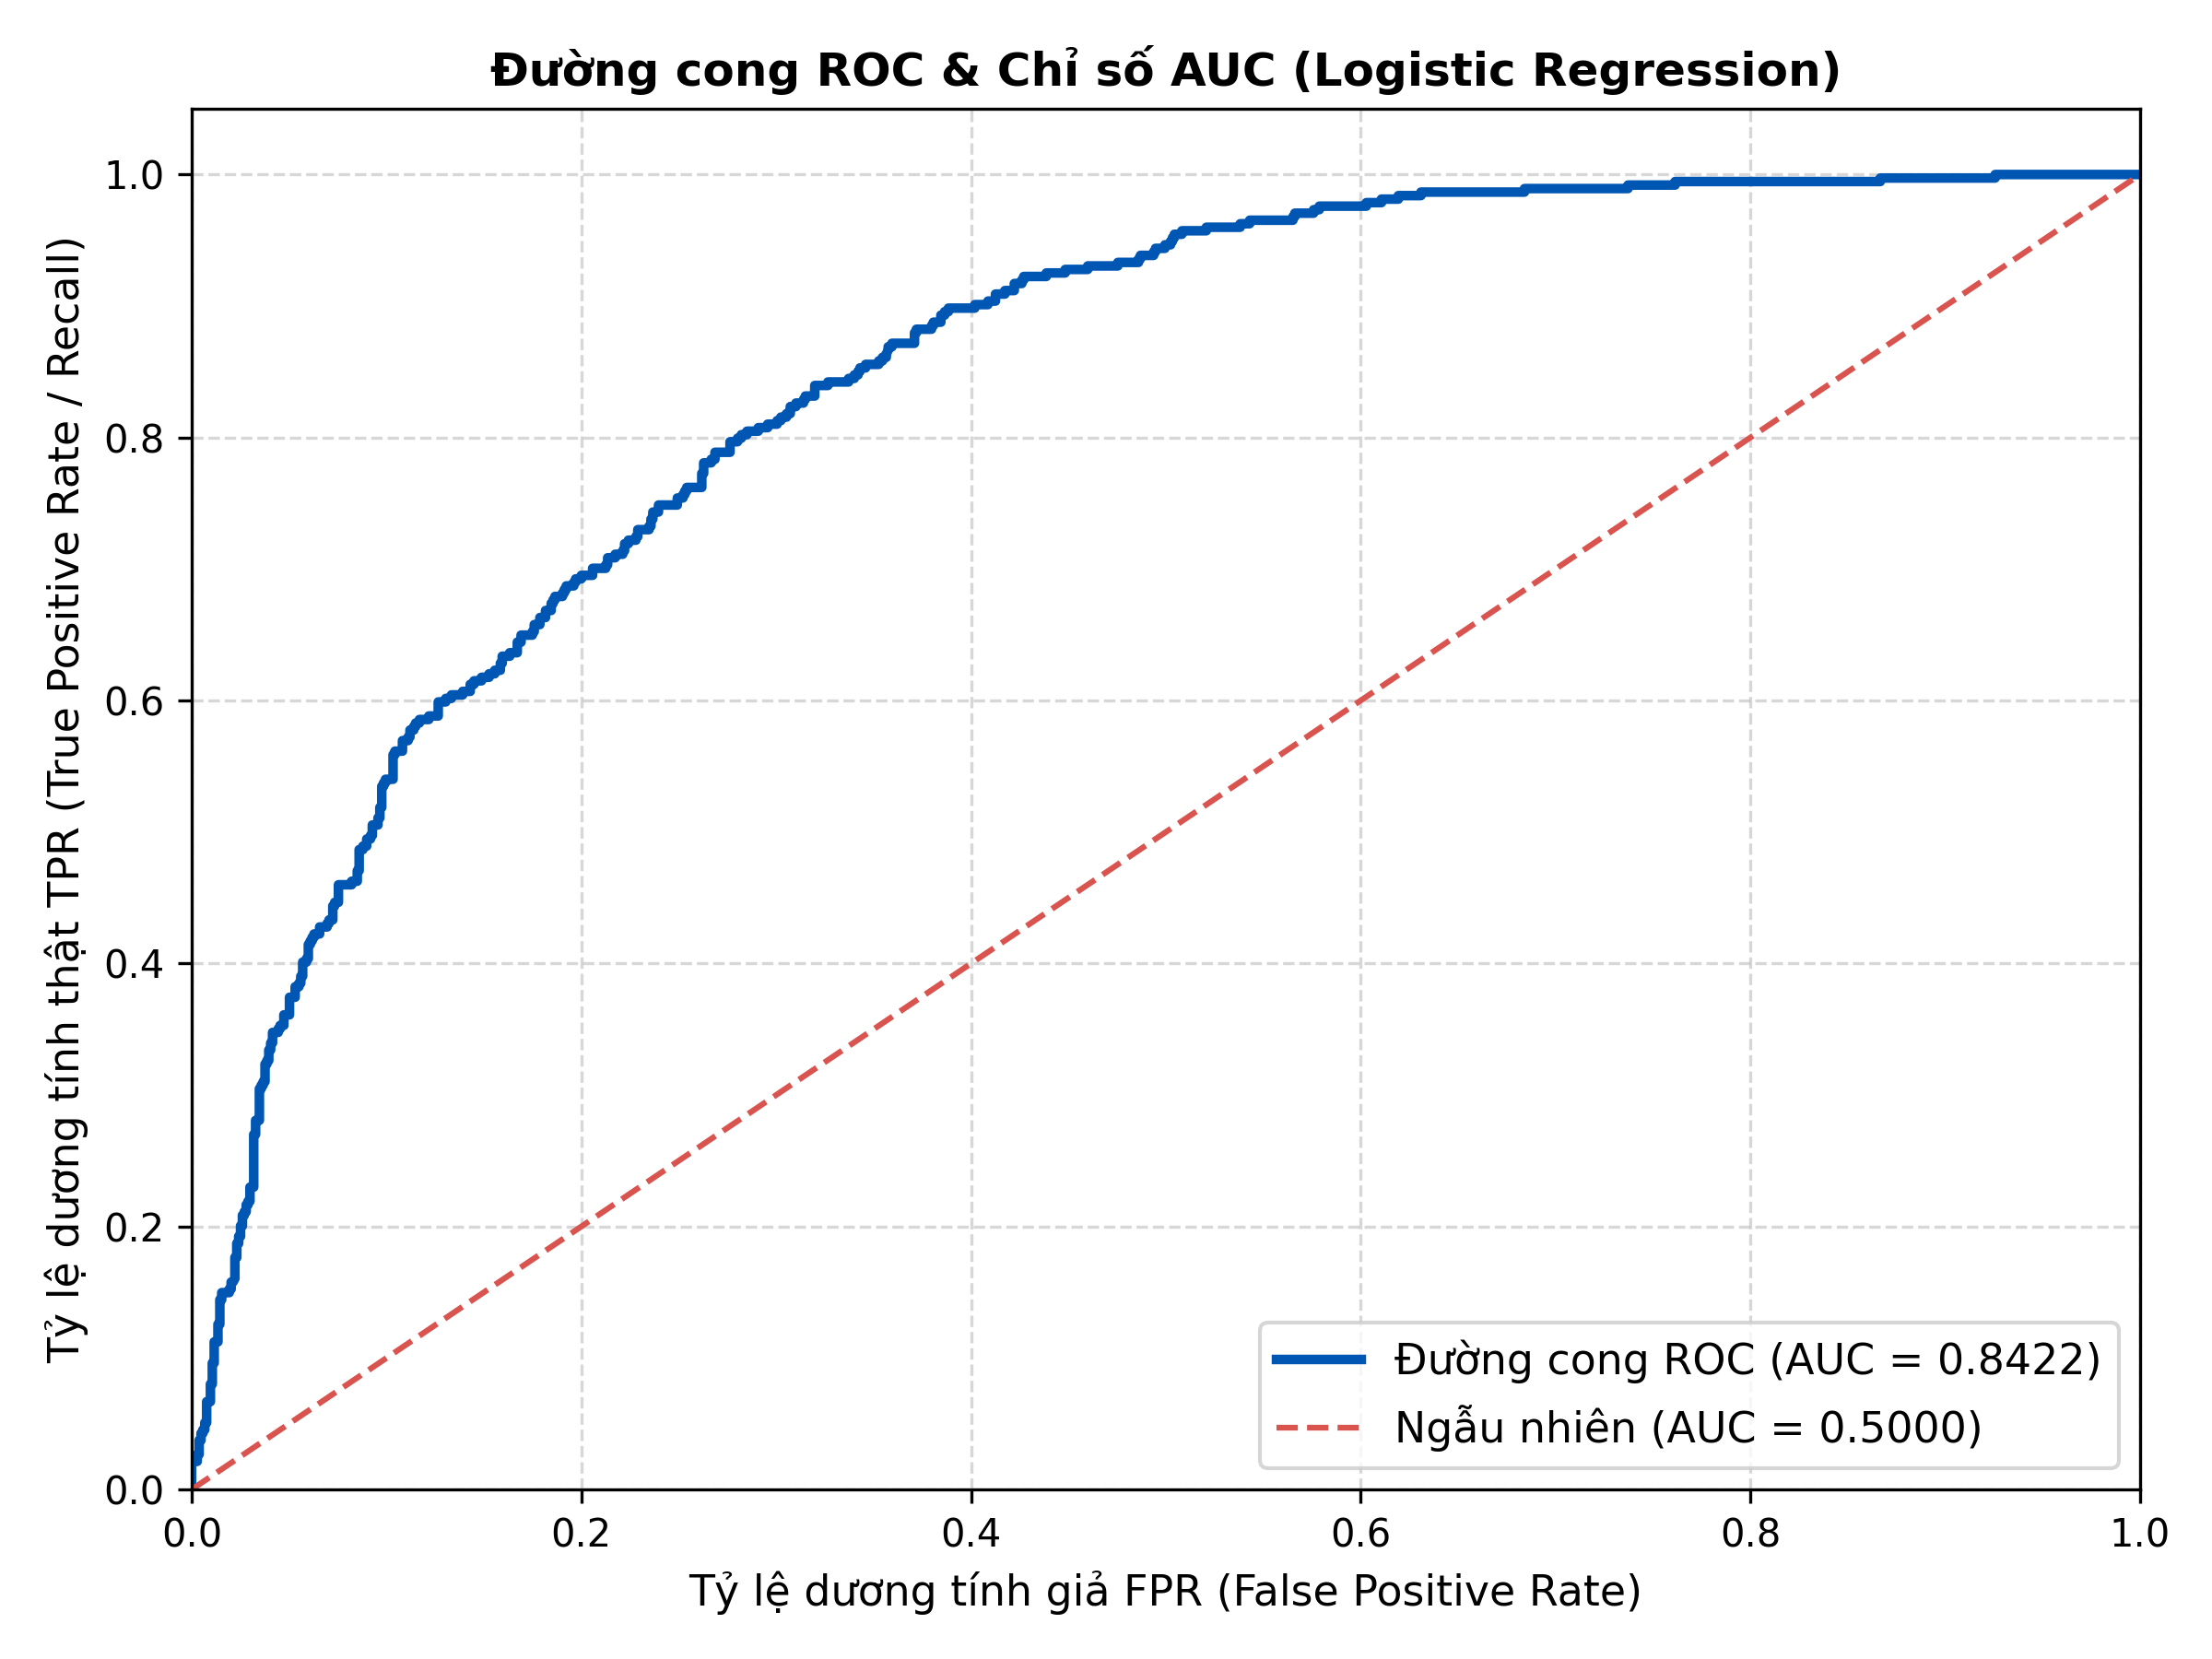 Đường cong ROC & Chỉ số AUC (Logistic Regression)
Tỷ lệ dương tính thật TPR (True Positive Rate / Recall)
1.0
0.8
0.6
0.4
0.2
0.0
0.0
0.2
0.4
0.6
0.8
1.0
Tỷ lệ dương tính giả FPR (False Positive Rate)
Đường cong ROC (AUC = 0.8422)
Ngẫu nhiên (AUC = 0.5000)